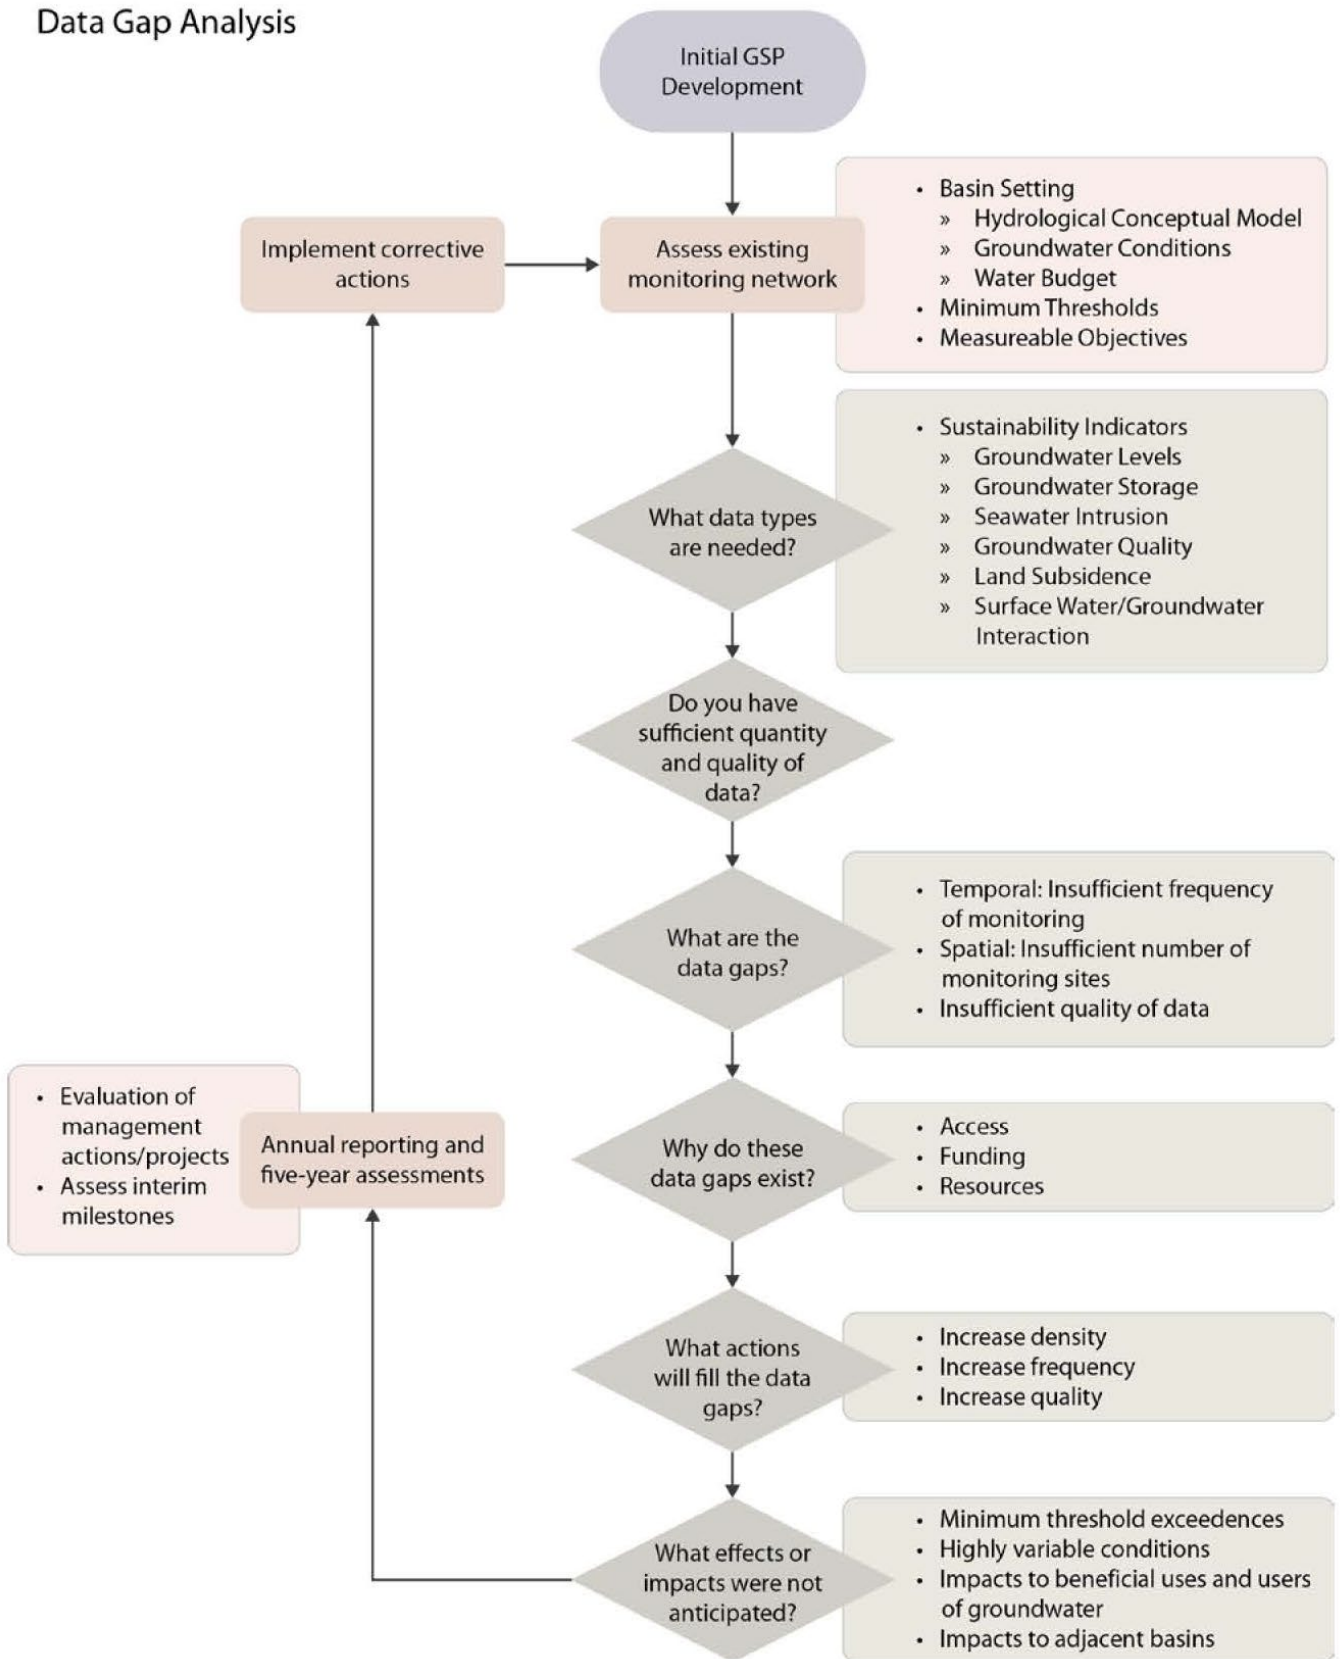 Data Gap Analysis
Initial GSP
Development
Implement corrective
actions
Assess existing
monitoring network
• Basin Setting
» Hydrological Conceptual Model
» Groundwater Conditions
» Water Budget
• Minimum Thresholds
• Measureable Objectives
What data types
are needed?
• Sustainability Indicators
» Groundwater Levels
» Groundwater Storage
» Seawater Intrusion
» Groundwater Quality
» Land Subsidence
» Surface Water/Groundwater
Interaction
Do you have
sufficient quantity
and quality of
data?
What are the
data gaps?
• Temporal: Insufficient frequency
of monitoring
• Spatial: Insufficient number of
monitoring sites
• Insufficient quality of data
• Evaluation of
management
actions/projects
• Assess interim
milestones
Annual reporting and
five-year assessments
Why do these
data gaps exist?
• Access
• Funding
• Resources
What actions
will fill the data
gaps?
• Increase density
• Increase frequency
• Increase quality
What effects or
impacts were not
anticipated?
• Minimum threshold exceedences
• Highly variable conditions
• Impacts to beneficial uses and users
of groundwater
• Impacts to adjacent basins